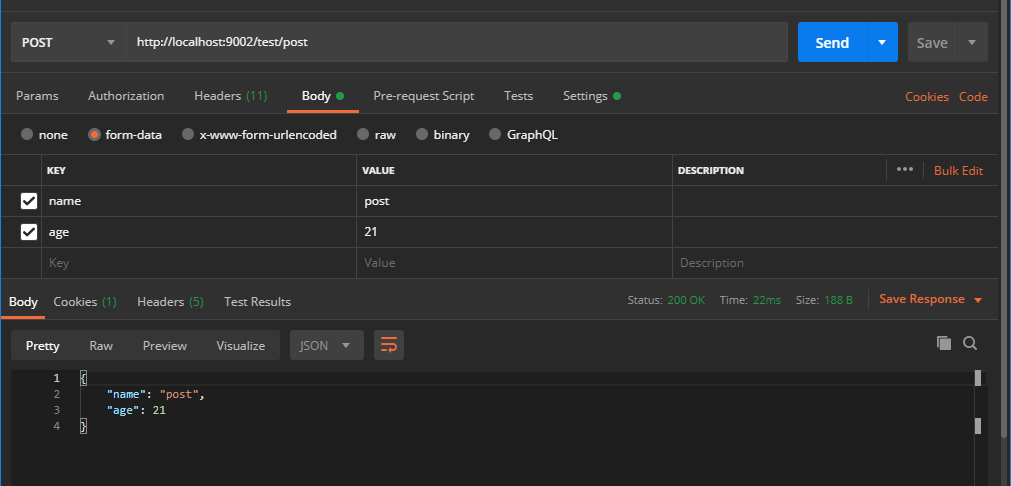 POST http://localhost:9002/test/post Send Save
Params Authorization Headers (11) Body Pre-request Script Tests Settings Cookies Code
none form-data x-www-form-urlencoded raw binary GraphQL
KEY VALUE DESCRIPTION ••• Bulk Edit
name post
age 21
Key Value Description
Body Cookies (1) Headers (5) Test Results Status: 200 OK Time: 22ms Size: 188 B Save Response
Pretty Raw Preview Visualize JSON
1 {
2 "name": "post",
3 "age": 21
4 }